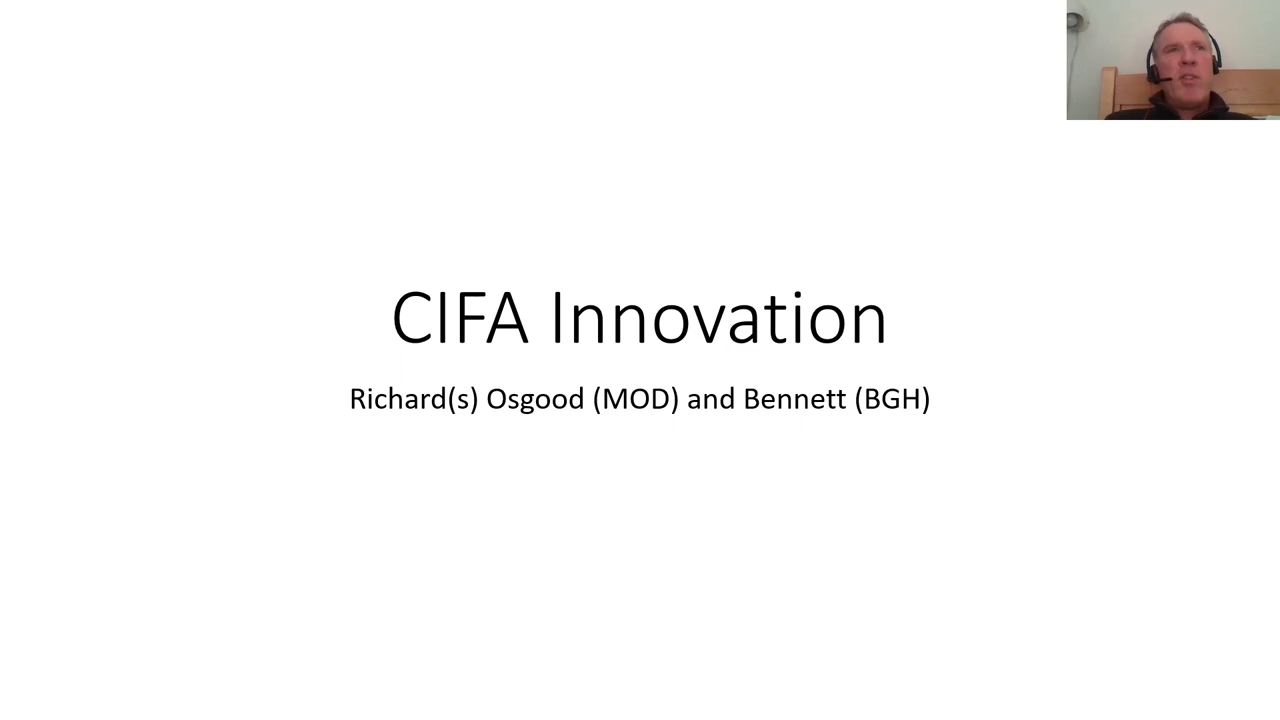 CIFA Innovation
Richard(s) Osgood (MOD) and Bennett (BGH)